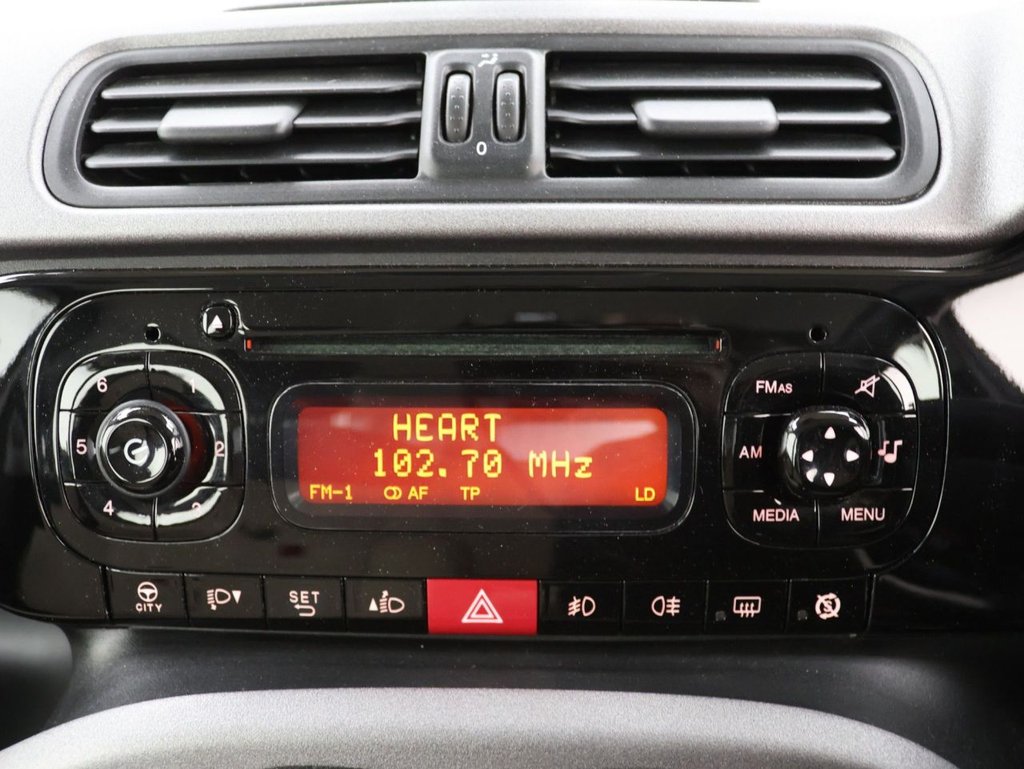 0
6 1
5 2
4 3
HEART
102.70 MHz
FM-1 AF TP LD
FMAS
AM
MEDIA MENU
CITY
SET